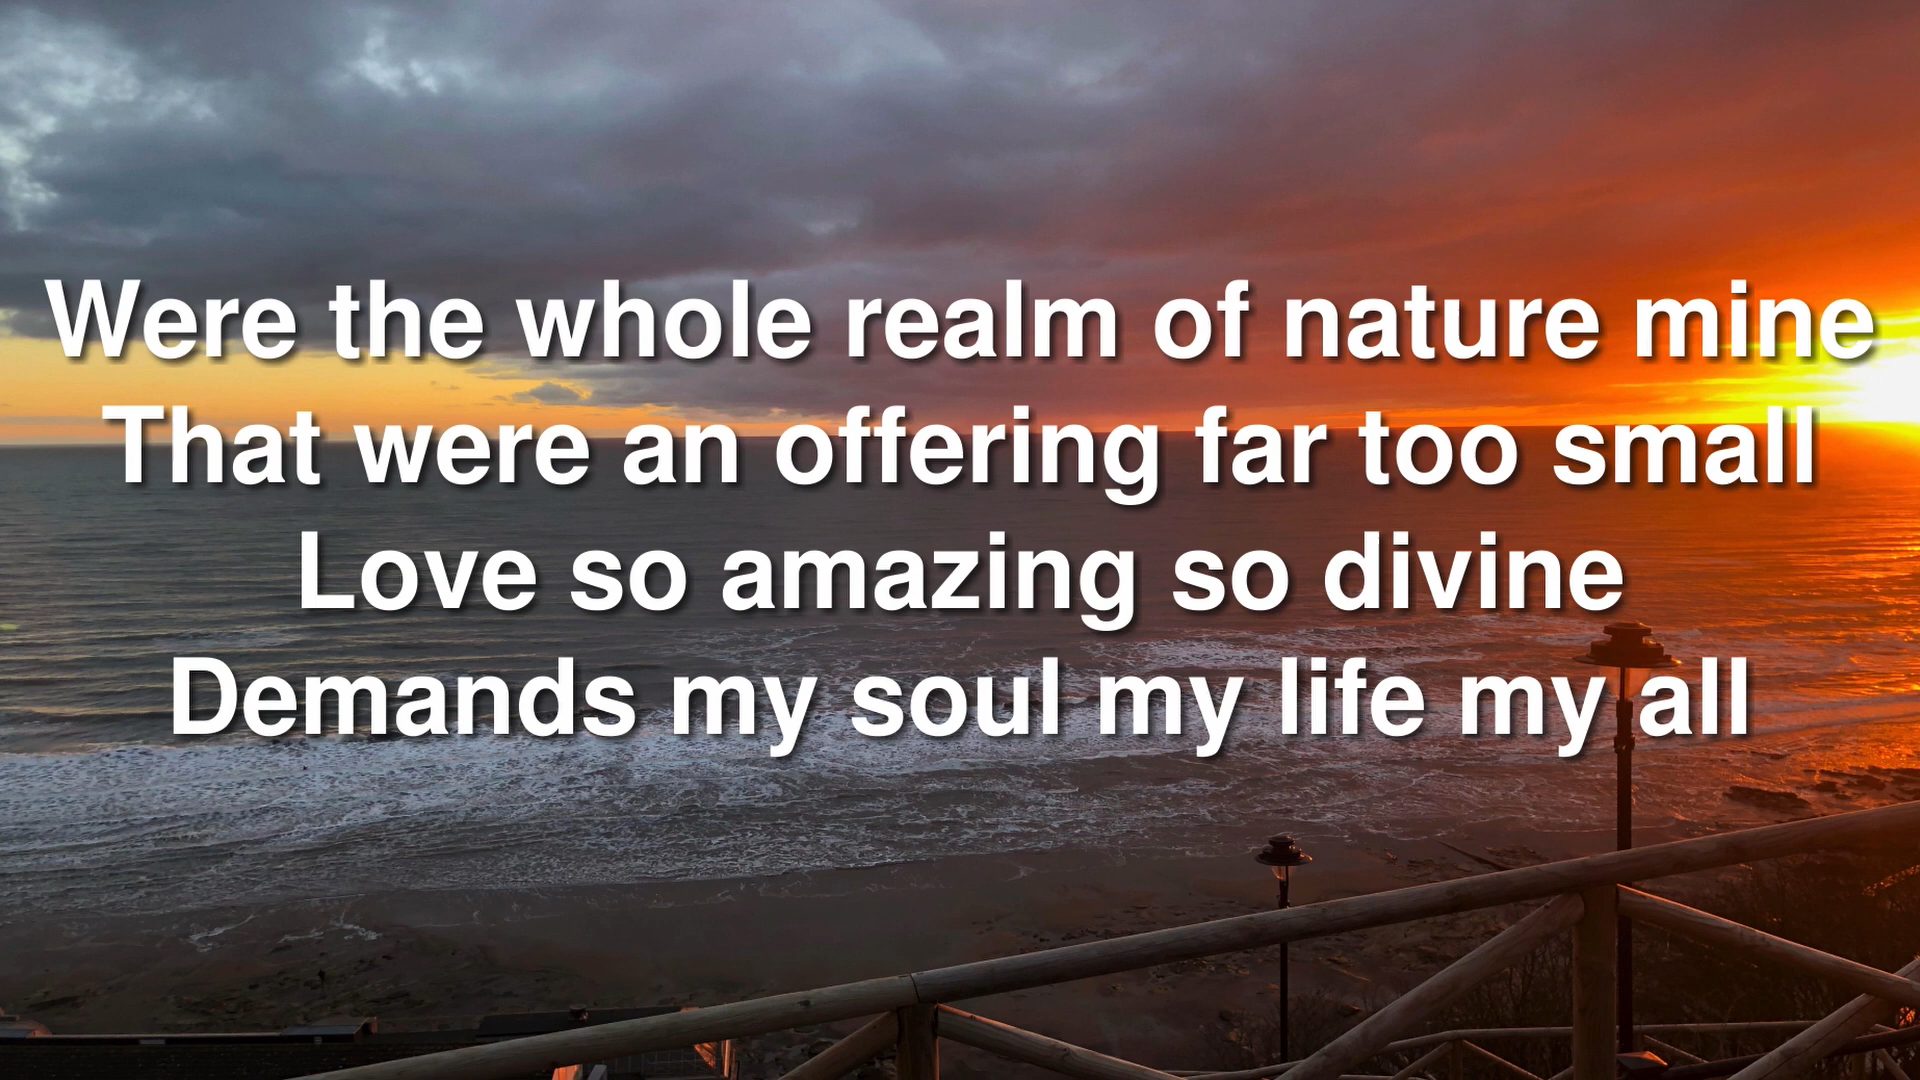 Were the whole realm of nature mine
That were an offering far too small
Love so amazing so divine
Demands my soul my life my all